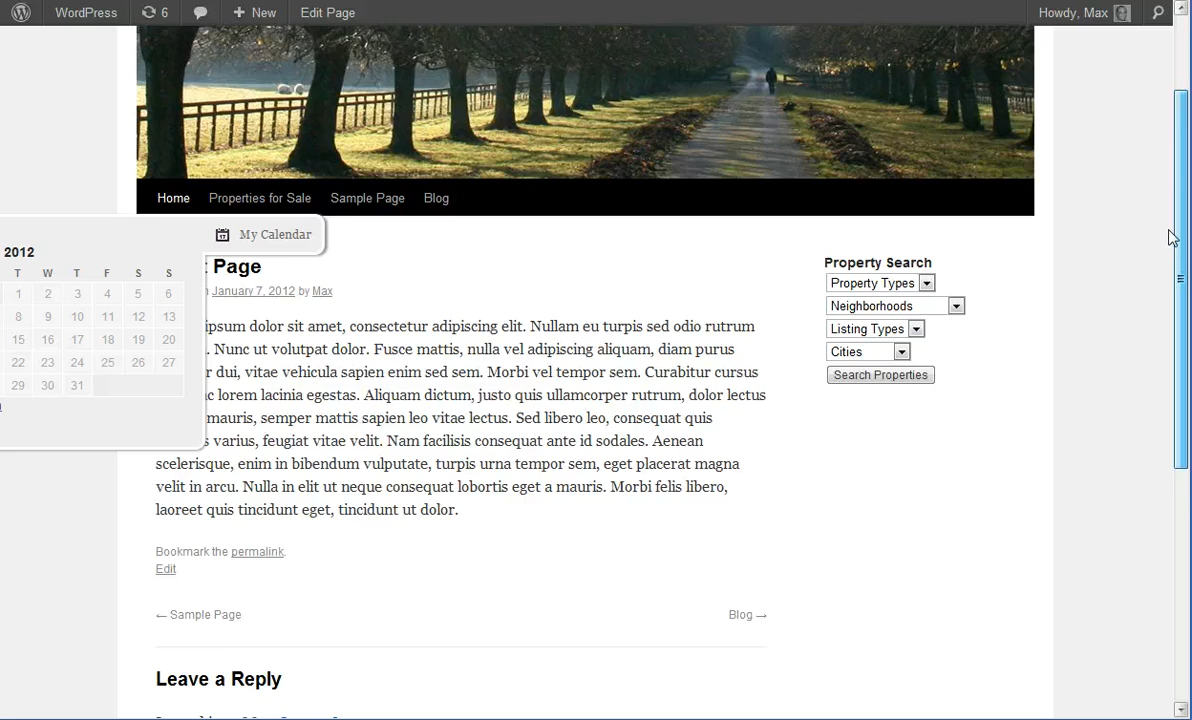 WordPress 6 New Edit Page Howdy, Max
Home Properties for Sale Sample Page Blog
My Calendar
2012
T W T F S S
1 2 3 4 5 6
8 9 10 11 12 13
15 16 17 18 19 20
22 23 24 25 26 27
29 30 31
Page
January 7, 2012 by Max
ipsum dolor sit amet, consectetur adipiscing elit. Nullam eu turpis sed odio rutrum
. Nunc ut volutpat dolor. Fusce mattis, nulla vel adipiscing aliquam, diam purus
r dui, vitae vehicula sapien enim sed sem. Morbi vel tempor sem. Curabitur cursus
c lorem lacinia egestas. Aliquam dictum, justo quis ullamcorper rutrum, dolor lectus
mauris, semper mattis sapien leo vitae lectus. Sed libero leo, consequat quis
s varius, feugiat vitae velit. Nam facilisis consequat ante id sodales. Aenean
scelerisque, enim in bibendum vulputate, turpis urna tempor sem, eget placerat magna
velit in arcu. Nulla in elit ut neque consequat lobortis eget a mauris. Morbi felis libero,
laoreet quis tincidunt eget, tincidunt ut dolor.
Bookmark the permalink.
Edit
← Sample Page Blog →
Leave a Reply
Property Search
Property Types
Neighborhoods
Listing Types
Cities
Search Properties